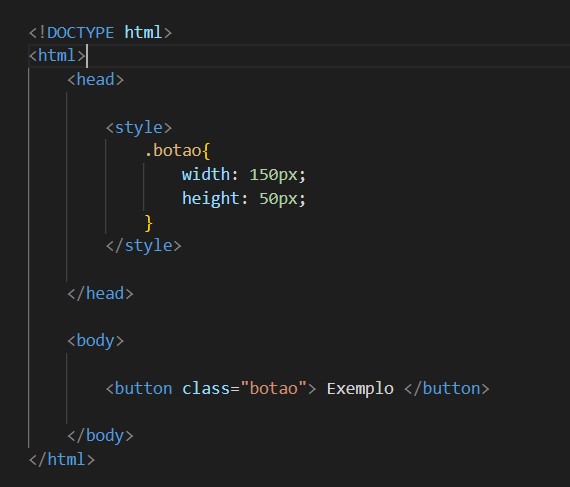 <!DOCTYPE html>
<html>
<head>
<style>
.botao{
width: 150px;
height: 50px;
}
</style>
</head>
<body>
<button class="botao"> Exemplo </button>
</body>
</html>